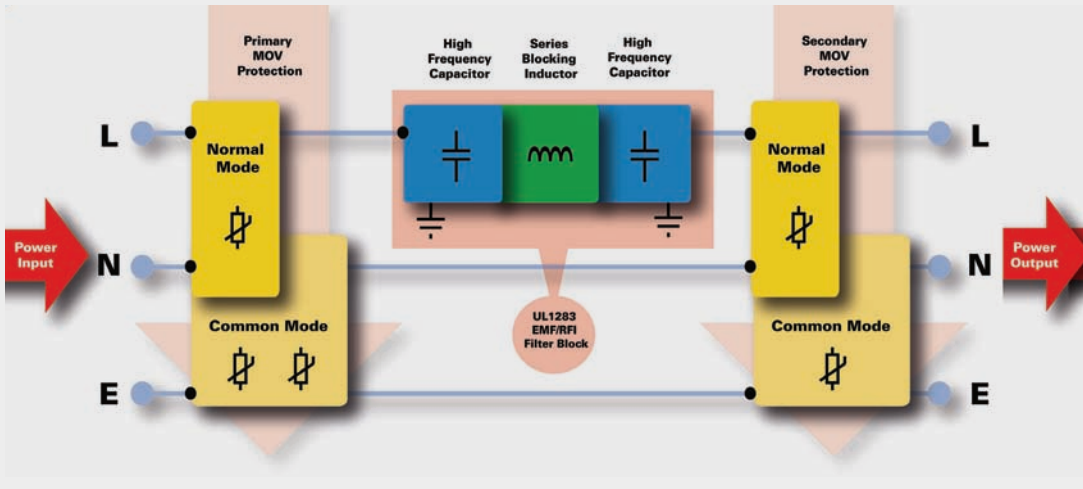 Primary
MOV
Protection
High
Frequency
Capacitor
Series
Blocking
Inductor
High
Frequency
Capacitor
Secondary
MOV
Protection
L
Normal
Mode
Normal
Mode
L
Power
Input
N
N
Power
Output
UL1283
EMF/RFI
Filter Block
Common Mode
Common Mode
E
E